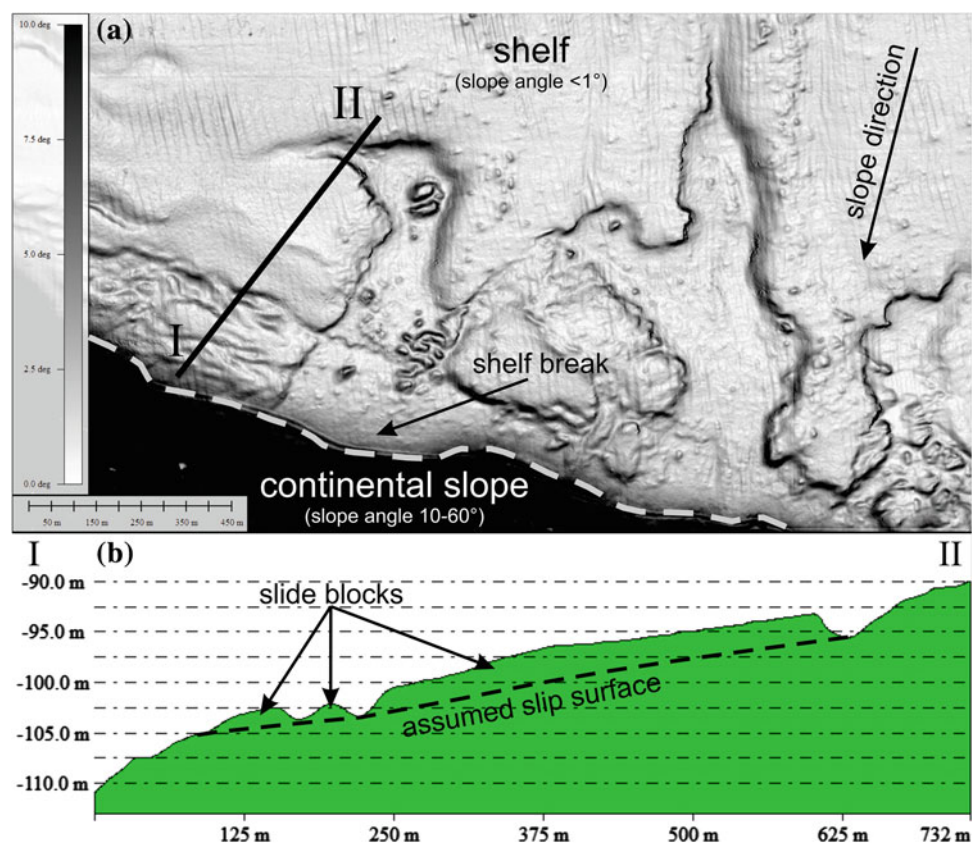 10.0 deg
(a)
shelf
(slope angle <1°)
slope direction
II
7.5 deg
5.0 deg
I
shelf break
2.5 deg
0.0 deg
continental slope
(slope angle 10-60°)
50 m 150 m 250 m 350 m 450 m
I
(b)
II
-90.0 m
slide blocks
-95.0 m
-100.0 m
assumed slip surface
-105.0 m
-110.0 m
125 m 250 m 375 m 500 m 625 m 732 m